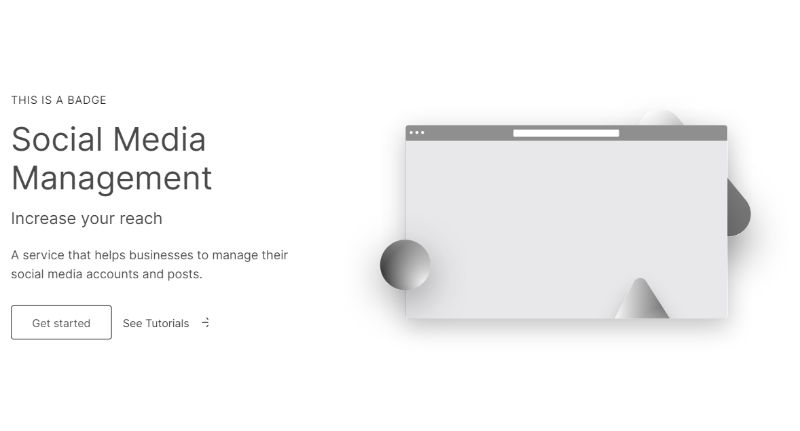 THIS IS A BADGE
Social Media
Management
Increase your reach
A service that helps businesses to manage their
social media accounts and posts.
Get started
See Tutorials